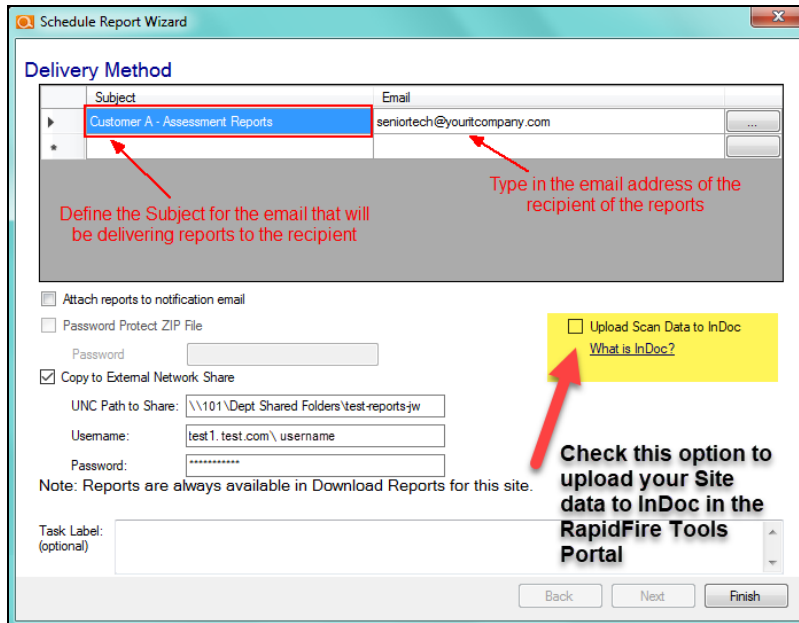 Schedule Report Wizard
x
Delivery Method
Subject Email
Customer A - Assessment Reports seniortech@youritcompany.com ...
*
Define the Subject for the email that will
be delivering reports to the recipient
Type in the email address of the
recipient of the reports
Attach reports to notification email
Password Protect ZIP File
Password
Upload Scan Data to InDoc
What is InDoc?
Copy to External Network Share
UNC Path to Share: \\101\Dept Shared Folders\test-reports-jw
Username: test1. test.com\ username
Password: ***********
Note: Reports are always available in Download Reports for this site.
Check this option to
upload your Site
data to InDoc in the
RapidFire Tools
Portal
Task Label:
(optional)
Back Next Finish